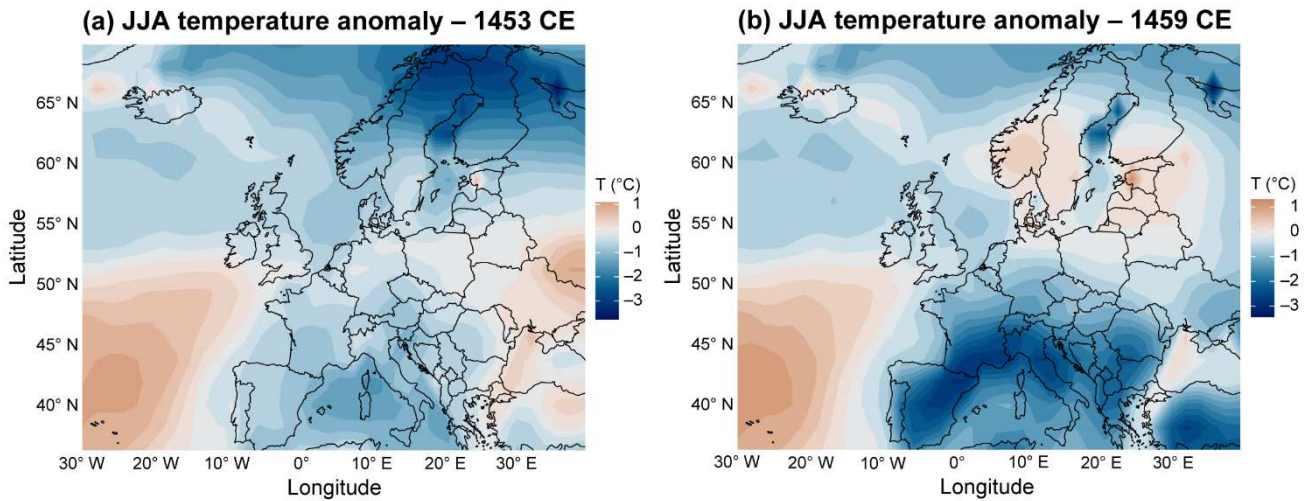 (a) JJA temperature anomaly – 1453 CE
65° N
60° N
55° N
50° N
45° N
40° N
Latitude
30° W 20° W 10° W 0° 10° E 20° E 30° E
Longitude
T (°C)
1
0
−1
−2
−3
(b) JJA temperature anomaly – 1459 CE
65° N
60° N
55° N
50° N
45° N
40° N
Latitude
30° W 20° W 10° W 0° 10° E 20° E 30° E
Longitude
T (°C)
1
0
−1
−2
−3